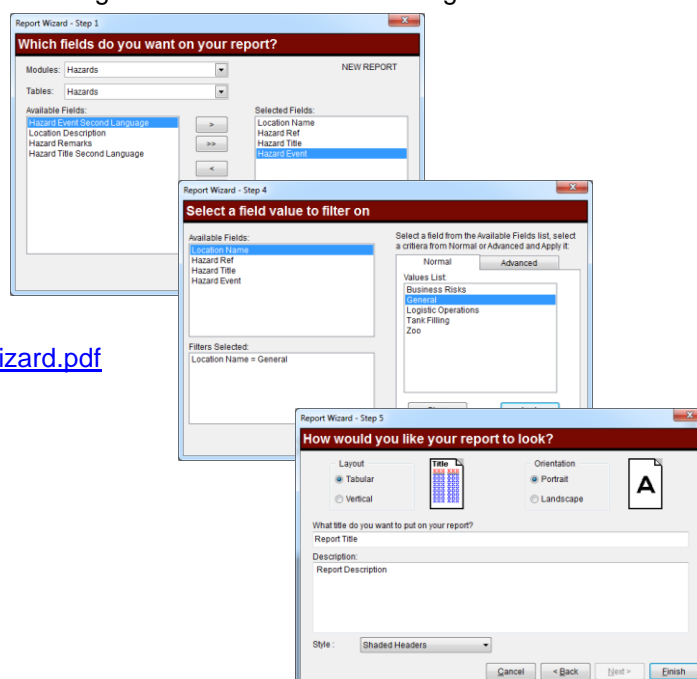 Report Wizard - Step 1
Which fields do you want on your report?
Modules: Hazards NEW REPORT
Tables: Hazards
Available Fields: Selected Fields:
Hazard Event Second Language
Location Description
Hazard Remarks
Hazard Title Second Language
>
>>
<
Location Name
Hazard Ref
Hazard Title
Hazard Event
Report Wizard - Step 4
Select a field value to filter on
Available Fields:
Location Name
Hazard Ref
Hazard Title
Hazard Event
Select a field from the Available Fields list, select
a critiera from Normal or Advanced and Apply it:
Normal Advanced
Values List:
Business Risks
General
Logistic Operations
Tank Filling
Zoo
Filters Selected:
Location Name = General
izard.pdf
Report Wizard - Step 5
How would you like your report to look?
Layout
Tabular
Vertical
Title
Orientation
Portrait
Landscape
A
What title do you want to put on your report?
Report Title
Description:
Report Description
Style : Shaded Headers
Cancel < Back Next > Finish